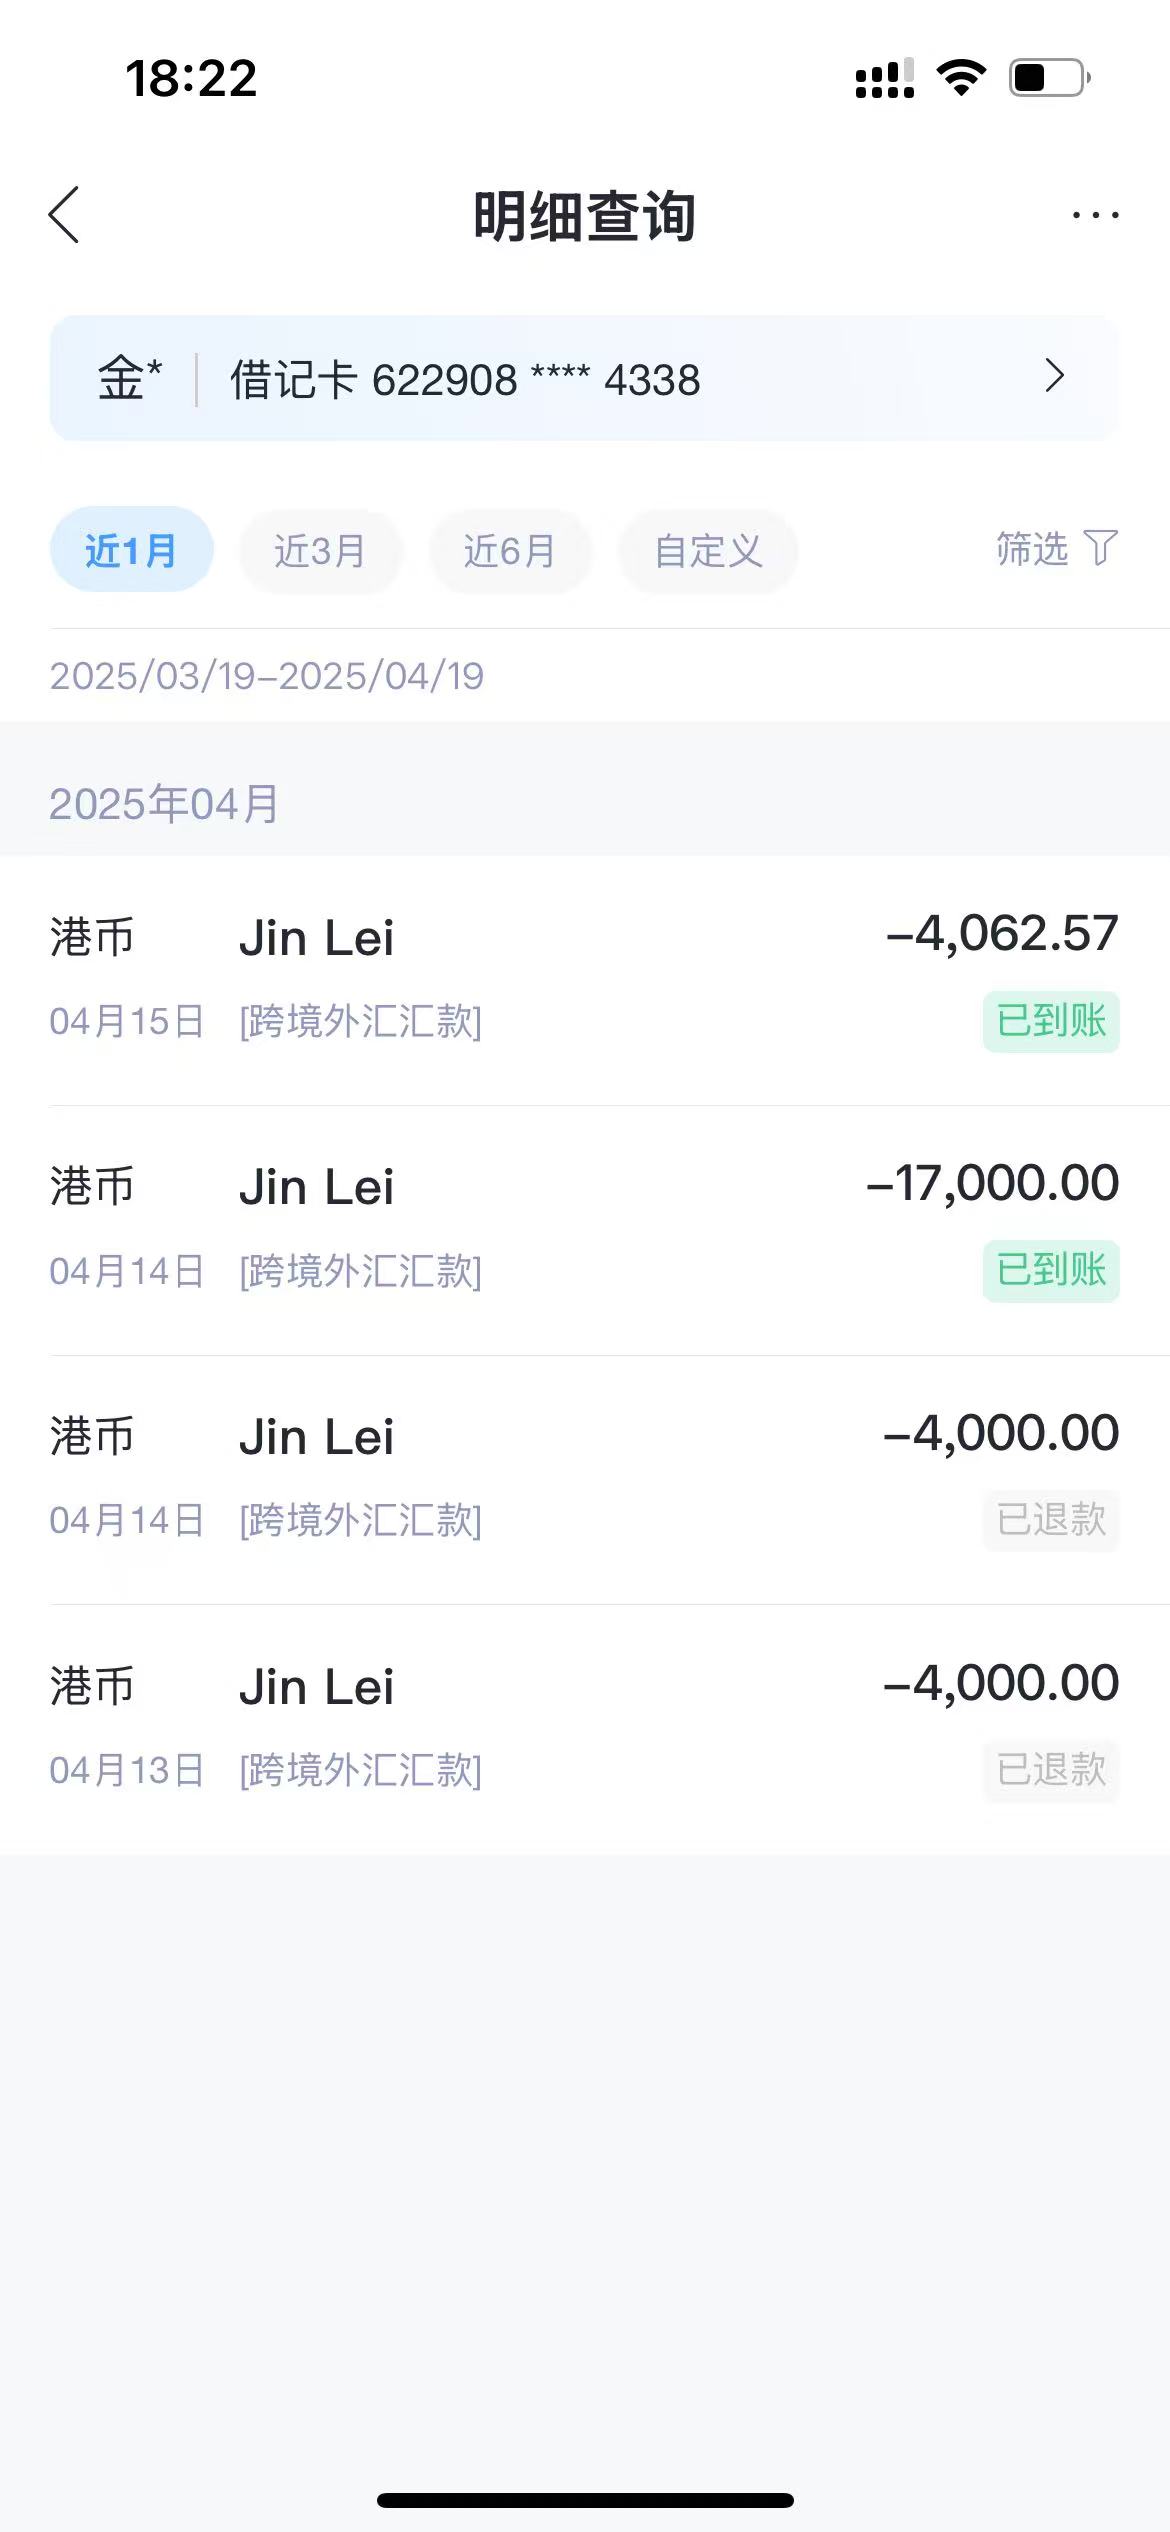 18:22
明细查询
金* 借记卡 622908 **** 4338
近1月 近3月 近6月 自定义 筛选
2025/03/19-2025/04/19
2025年04月
港币 Jin Lei -4,062.57
04月15日 [跨境外汇汇款] 已到账
港币 Jin Lei -17,000.00
04月14日 [跨境外汇汇款] 已到账
港币 Jin Lei -4,000.00
04月14日 [跨境外汇汇款] 已退款
港币 Jin Lei -4,000.00
04月13日 [跨境外汇汇款] 已退款